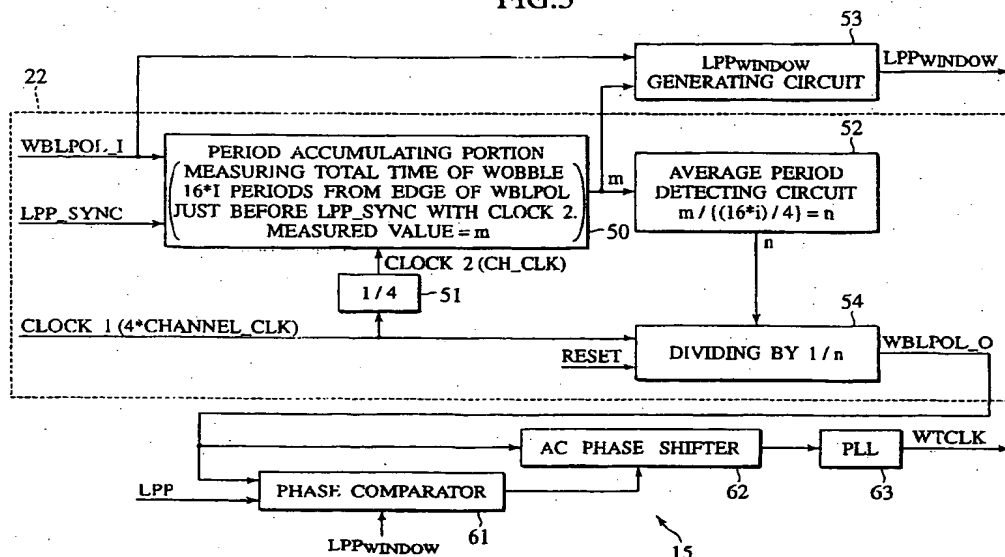 FIG.5
53
LPPWINDOW
GENERATING CIRCUIT
LPPWINDOW
22
WBLPOL_I
LPP_SYNC
PERIOD ACCUMULATING PORTION
MEASURING TOTAL TIME OF WOBBLE
16*I PERIODS FROM EDGE OF WBLPOL
JUST BEFORE LPP_SYNC WITH CLOCK 2.
MEASURED VALUE = m
50
m
52
AVERAGE PERIOD
DETECTING CIRCUIT
m / {(16*i) / 4} = n
n
CLOCK 2 (CH_CLK)
1 / 4
51
CLOCK 1 (4*CHANNEL_CLK)
RESET
54
DIVIDING BY 1 / n
WBLPOL_O
AC PHASE SHIFTER
62
PLL
63
WTCLK
LPP
PHASE COMPARATOR
61
LPPWINDOW
15